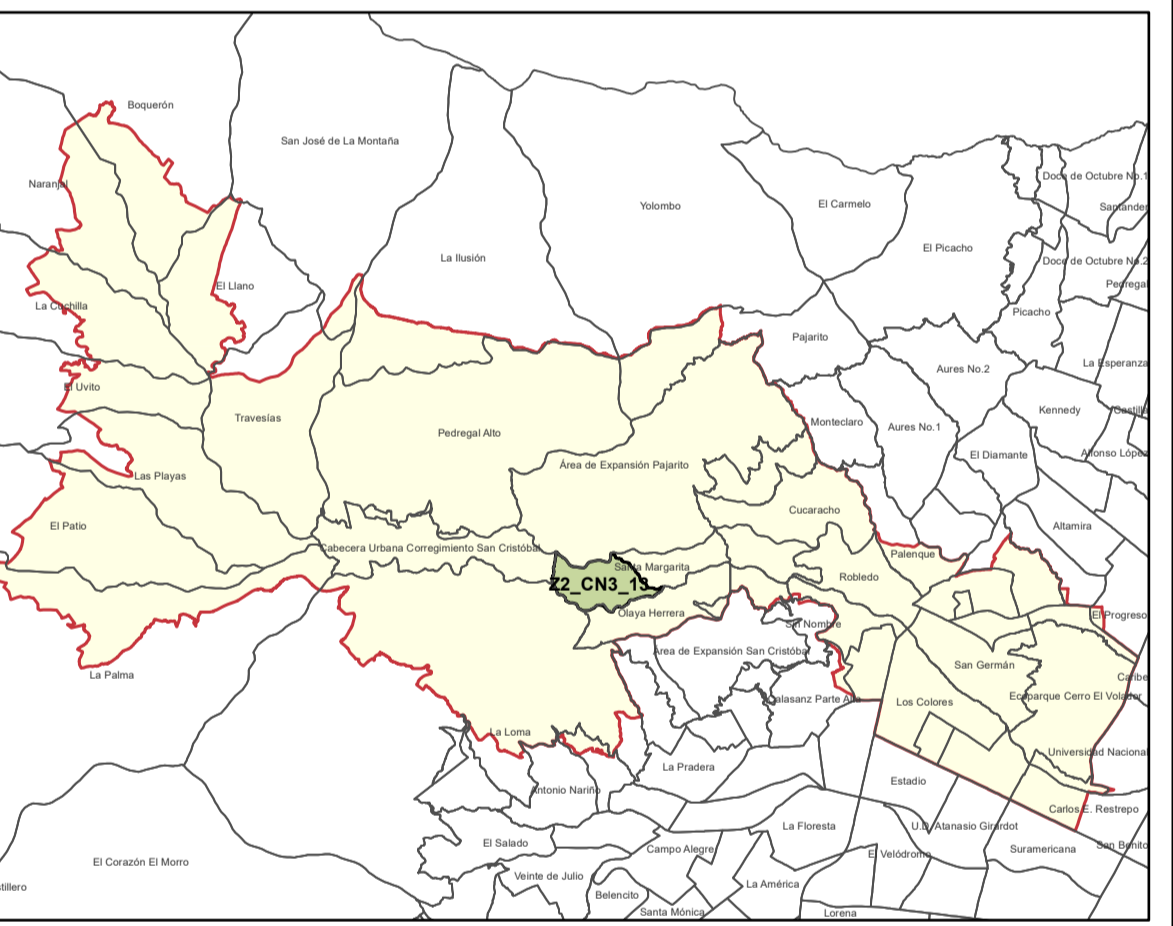 Boquerón
San José de La Montaña
Doce de Octubre No.1
Naranjal
Yolombo
El Carmelo
Santander
El Picacho
La Ilusión
Doce de Octubre No.2
El Llano
Pedregal
La Cuchilla
Picacho
Pajarito
La Esperanza
Aures No.2
El Uvito
Kennedy
Castilla
Travesías
Monteclaro
Aures No.1
Pedregal Alto
El Diamante
Alfonso López
Área de Expansión Pajarito
Las Playas
Cucaracho
El Patio
Altamira
Cabecera Urbana Corregimiento San Cristóbal
Palenque
Santa Margarita
Robledo
Z2_CN3_13
Olaya Herrera
El Progreso
Sin Nombre
Área de Expansión San Cristóbal
San Germán
La Palma
Caribe
Ecoparque Cerro El Volador
Calasanz Parte Alta
Los Colores
La Loma
Universidad Nacional
La Pradera
Estadio
Antonio Nariño
Carlos E. Restrepo
La Floresta
U.D. Atanasio Girardot
El Salado
Campo Alegre
Suramericana
San Benito
El Velódromo
El Corazón El Morro
Veinte de Julio
La América
tillero
Belencito
Santa Mónica
Lorena